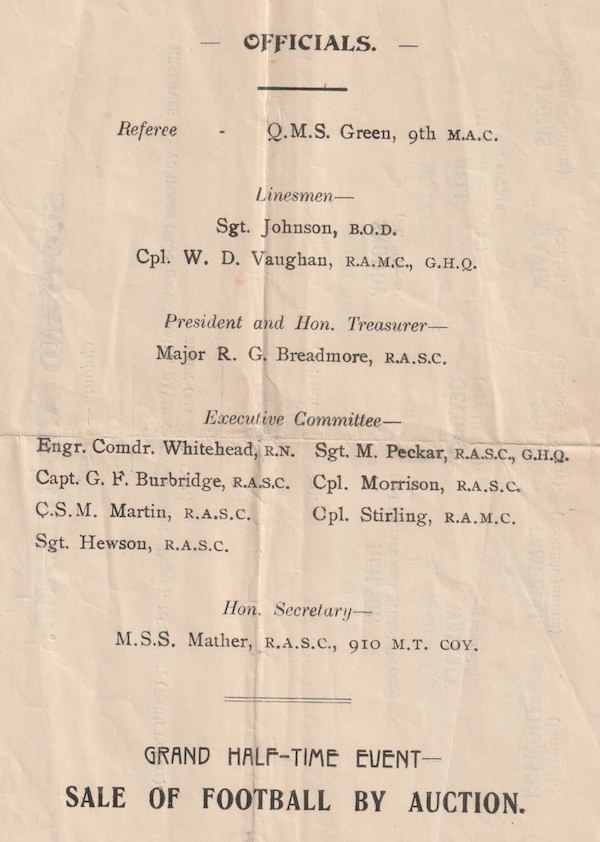 — OFFICIALS. —
Referee - Q.M.S. Green, 9th M.A.C.
Linesmen—
Sgt. Johnson, B.O.D.
Cpl. W. D. Vaughan, R.A.M.C., G.H.Q.
President and Hon. Treasurer—
Major R. G. Breadmore, R.A.S.C.
Executive Committee—
Engr. Comdr. Whitehead, R.N. Sgt. M. Peckar, R.A.S.C., G.H.Q.
Capt. G. F. Burbridge, R.A.S.C. Cpl. Morrison, R.A.S.C.
C.S.M. Martin, R.A.S.C. Cpl. Stirling, R.A.M.C.
Sgt. Hewson, R.A.S.C.
Hon. Secretary—
M.S.S. Mather, R.A.S.C., 910 M.T. COY.
GRAND HALF-TIME EVENT—
SALE OF FOOTBALL BY AUCTION.